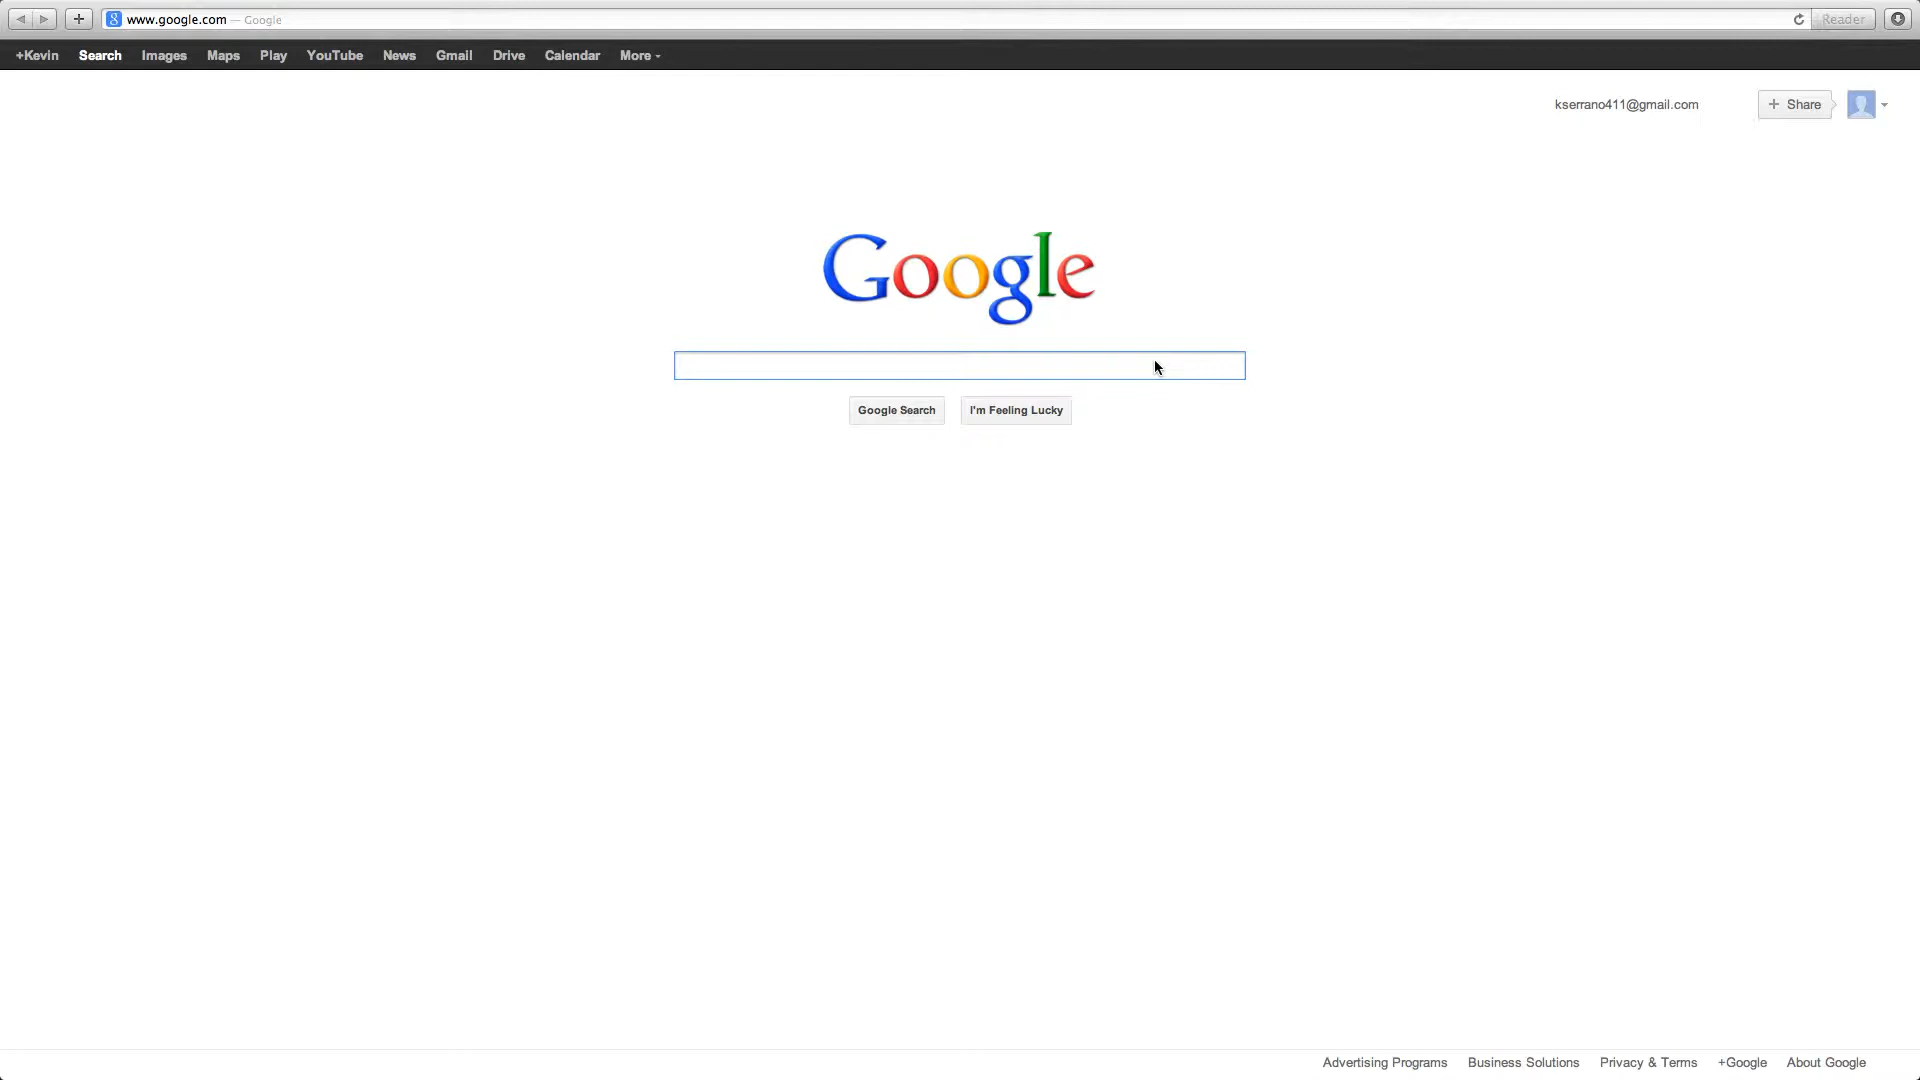 www.google.com — Google
Reader
+Kevin Search Images Maps Play YouTube News Gmail Drive Calendar More
kserrano411@gmail.com + Share
Google
Google Search I'm Feeling Lucky
Advertising Programs Business Solutions Privacy & Terms +Google About Google